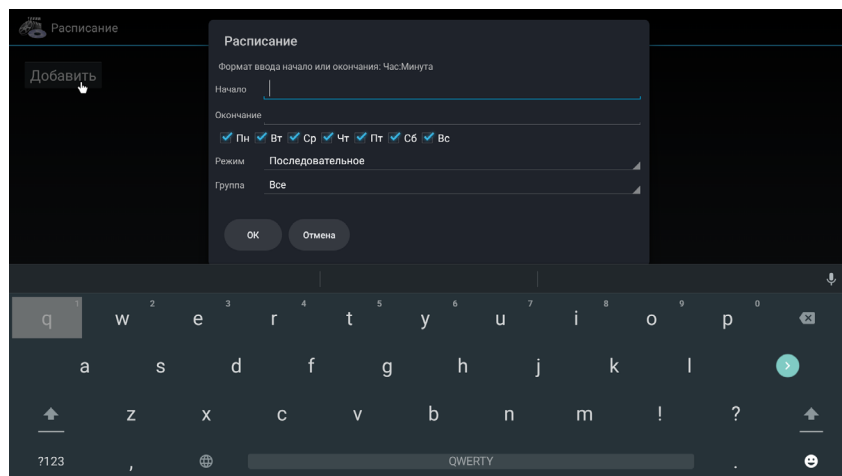 Расписание
Добавить
Расписание
Формат ввода начало или окончания: Час:Минута
Начало
Окончание
Пн Вт Ср Чт Пт Сб Вс
Режим Последовательное
Группа Все
ОК Отмена
1 2 3 4 5 6 7 8 9 0
q w e r t y u i o p
a s d f g h j k l
z x c v b n m ! ?
?123 , QWERTY .